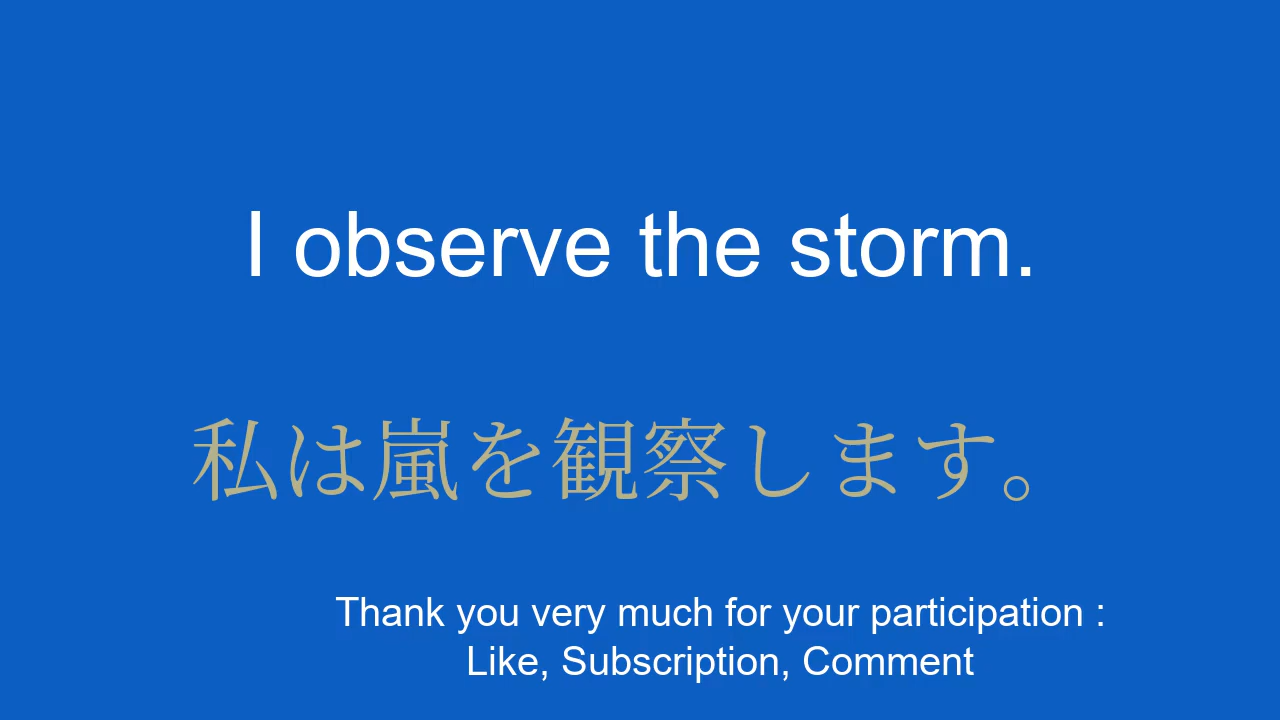 I observe the storm.
私は嵐を観察します。
Thank you very much for your participation :
Like, Subscription, Comment